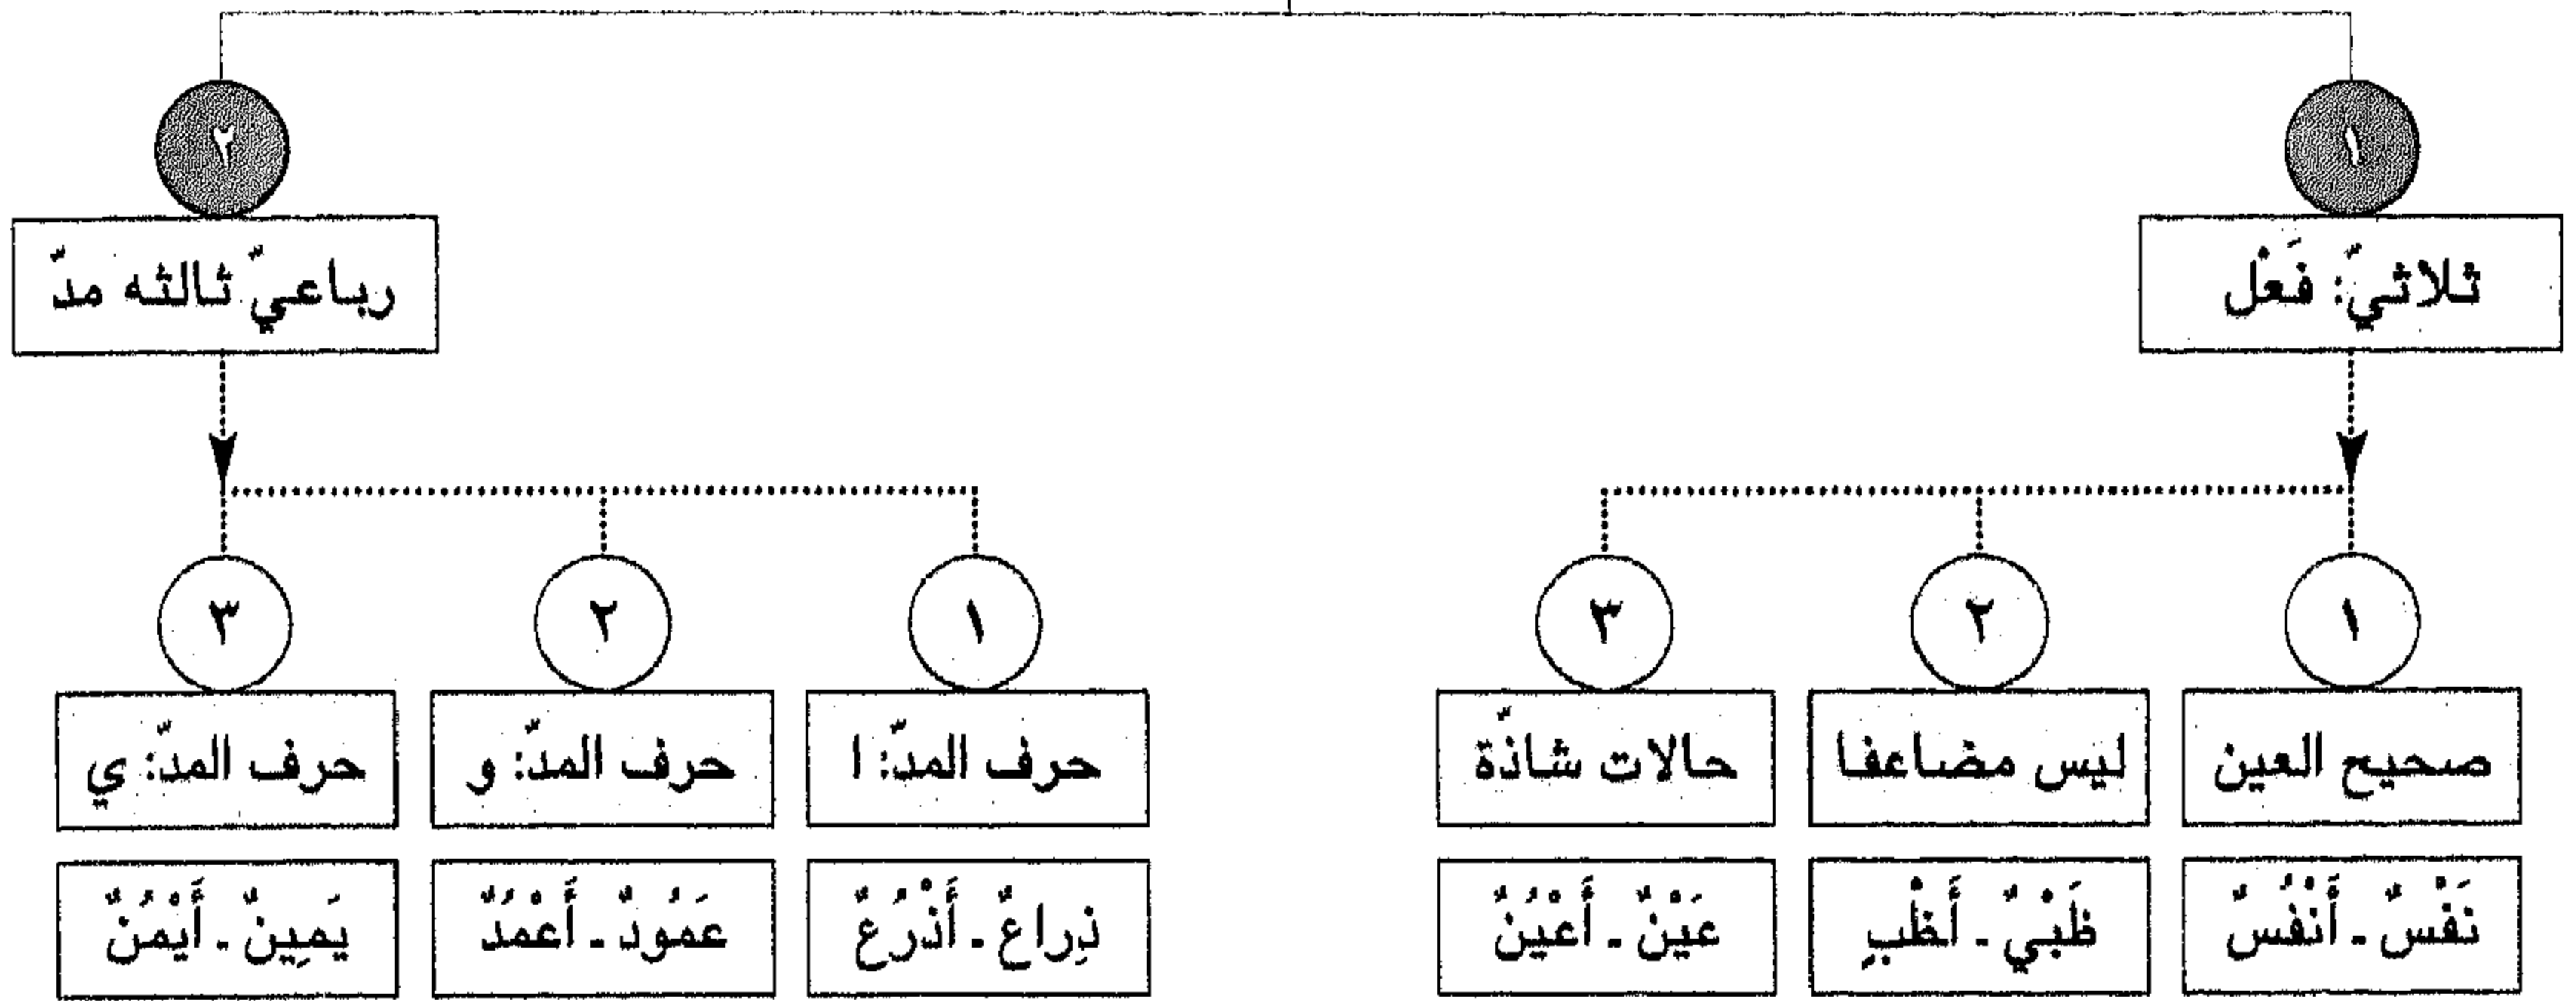 ١
٢
ثلاثيّ: فَعْل
رباعيّ ثالثه مدّ
١
٢
٣
١
٢
٣
صحيح العين
ليس مضاعفا
حالات شاذّة
حرف المدّ: ا
حرف المدّ: و
حرف المدّ: ي
نَفْسٌ ـ أَنْفُسٌ
ظَبْيٌ ـ أَظْبٍ
عَيْنٌ ـ أَعْيُنٌ
ذِراعٌ ـ أَذْرُعٌ
عَمُودٌ ـ أَعْمُدٌ
يَمِينٌ ـ أَيْمُنٌ